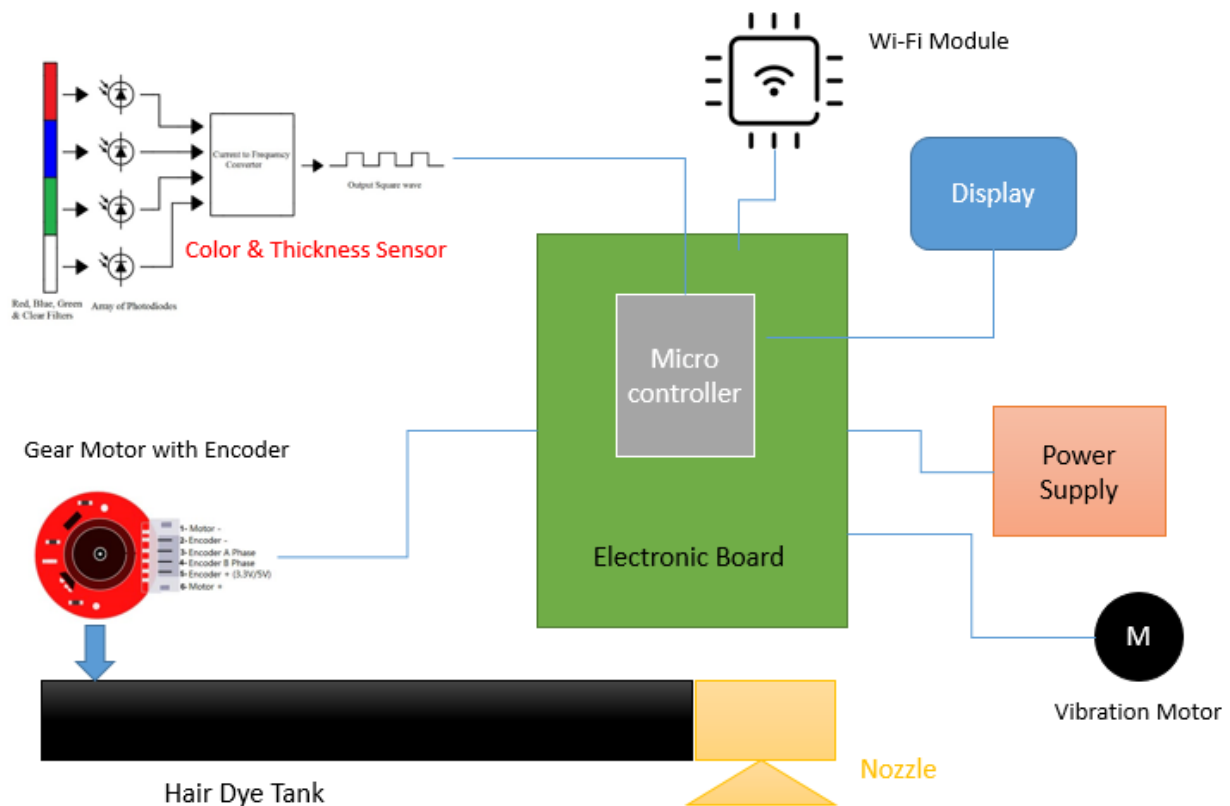 Wi-Fi Module
Display
Current to Frequency
Converter
Output Square wave
Color & Thickness Sensor
Red, Blue, Green
& Clear Filters
Array of Photodiodes
Micro
controller
Gear Motor with Encoder
Power
Supply
1- Motor -
2- Encoder -
3- Encoder A Phase
4- Encoder B Phase
5- Encoder + (3.3V/5V)
6- Motor +
Electronic Board
M
Vibration Motor
Nozzle
Hair Dye Tank